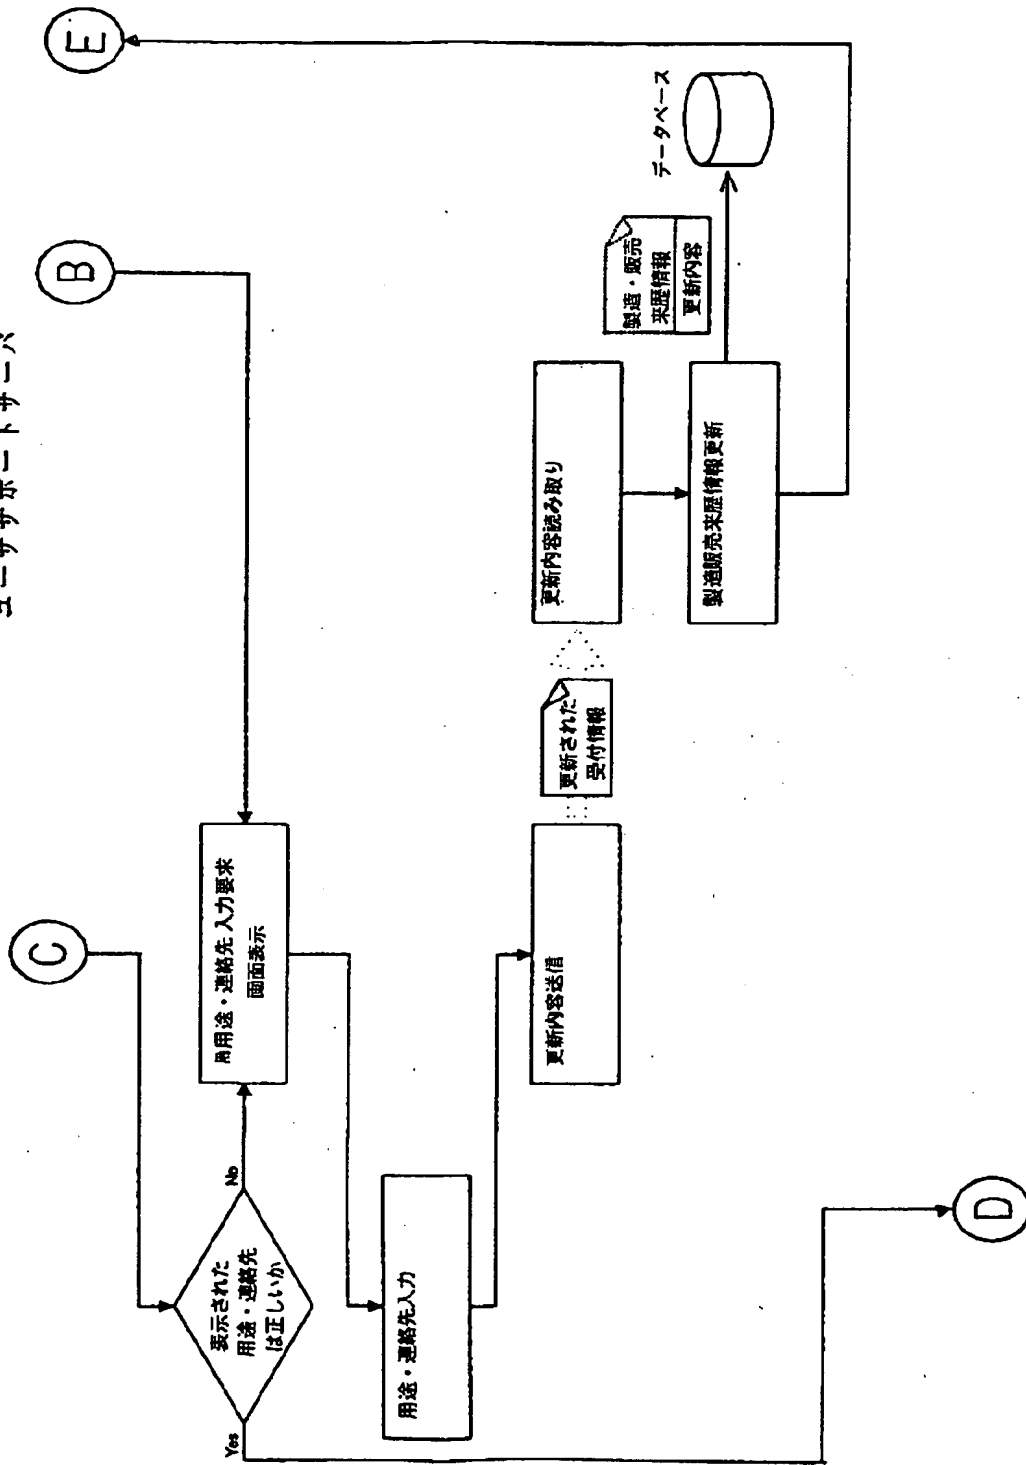 ユーザサポートサーバ
C
B
E
表示された
用途・連絡先
は正しいか
Yes
No
用途・連絡先 入力要求
画面表示
用途・連絡先入力
更新内容送信
更新された
受付情報
更新内容読み取り
製造販売来歴情報更新
製造・販売
来歴情報
更新内容
データベース
D